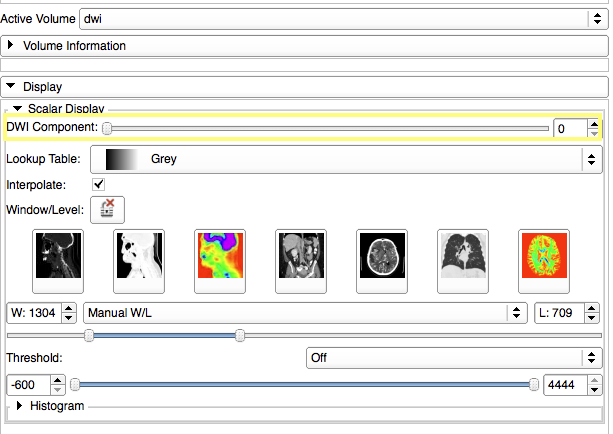 Active Volume dwi
Volume Information
Display
Scalar Display
DWI Component: 0
Lookup Table: Grey
Interpolate:
Window/Level:
W: 1304 Manual W/L L: 709
Threshold: Off
-600 4444
Histogram